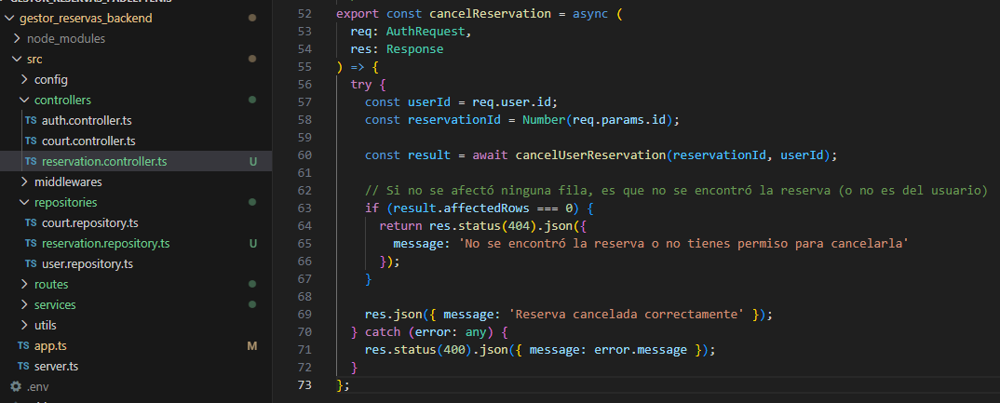 gestor_reservas_backend
node_modules
src
config
controllers
TS auth.controller.ts
TS court.controller.ts
TS reservation.controller.ts U
middlewares
repositories
TS court.repository.ts
TS reservation.repository.ts U
TS user.repository.ts
routes
services
utils
TS app.ts M
TS server.ts
.env
52 export const cancelReservation = async (
53   req: AuthRequest,
54   res: Response
55 ) => {
56   try {
57     const userId = req.user.id;
58     const reservationId = Number(req.params.id);
59
60     const result = await cancelUserReservation(reservationId, userId);
61
62     // Si no se afectó ninguna fila, es que no se encontró la reserva (o no es del usuario)
63     if (result.affectedRows === 0) {
64       return res.status(404).json({
65         message: 'No se encontró la reserva o no tienes permiso para cancelarla'
66       });
67     }
68
69     res.json({ message: 'Reserva cancelada correctamente' });
70   } catch (error: any) {
71     res.status(400).json({ message: error.message });
72   }
73 };